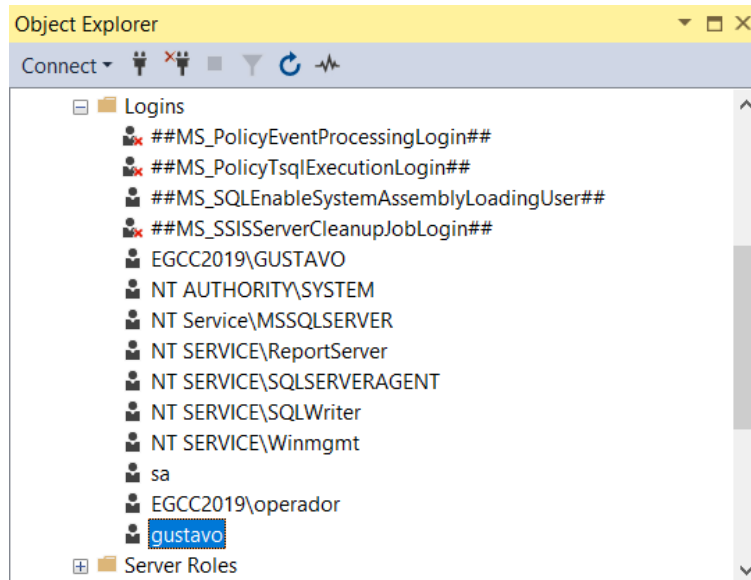 Object Explorer
Connect
Logins
##MS_PolicyEventProcessingLogin##
##MS_PolicyTsqlExecutionLogin##
##MS_SQLEnableSystemAssemblyLoadingUser##
##MS_SSISServerCleanupJobLogin##
EGCC2019\GUSTAVO
NT AUTHORITY\SYSTEM
NT Service\MSSQLSERVER
NT SERVICE\ReportServer
NT SERVICE\SQLSERVERAGENT
NT SERVICE\SQLWriter
NT SERVICE\Winmgmt
sa
EGCC2019\operador
gustavo
Server Roles